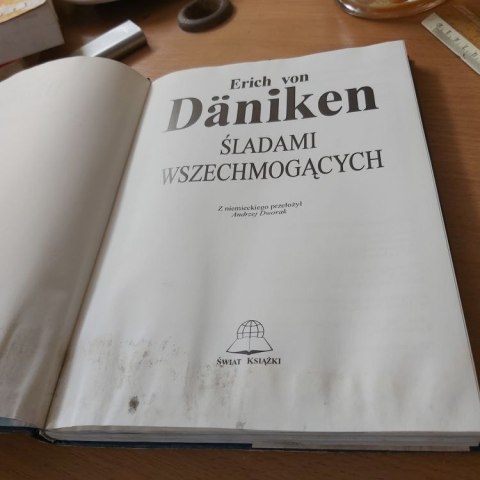 Erich von
Däniken
ŚLADAMI
WSZECHMOGĄCYCH
Z niemieckiego przełożył
Andrzej Dworak
ŚWIAT KSIĄŻKI